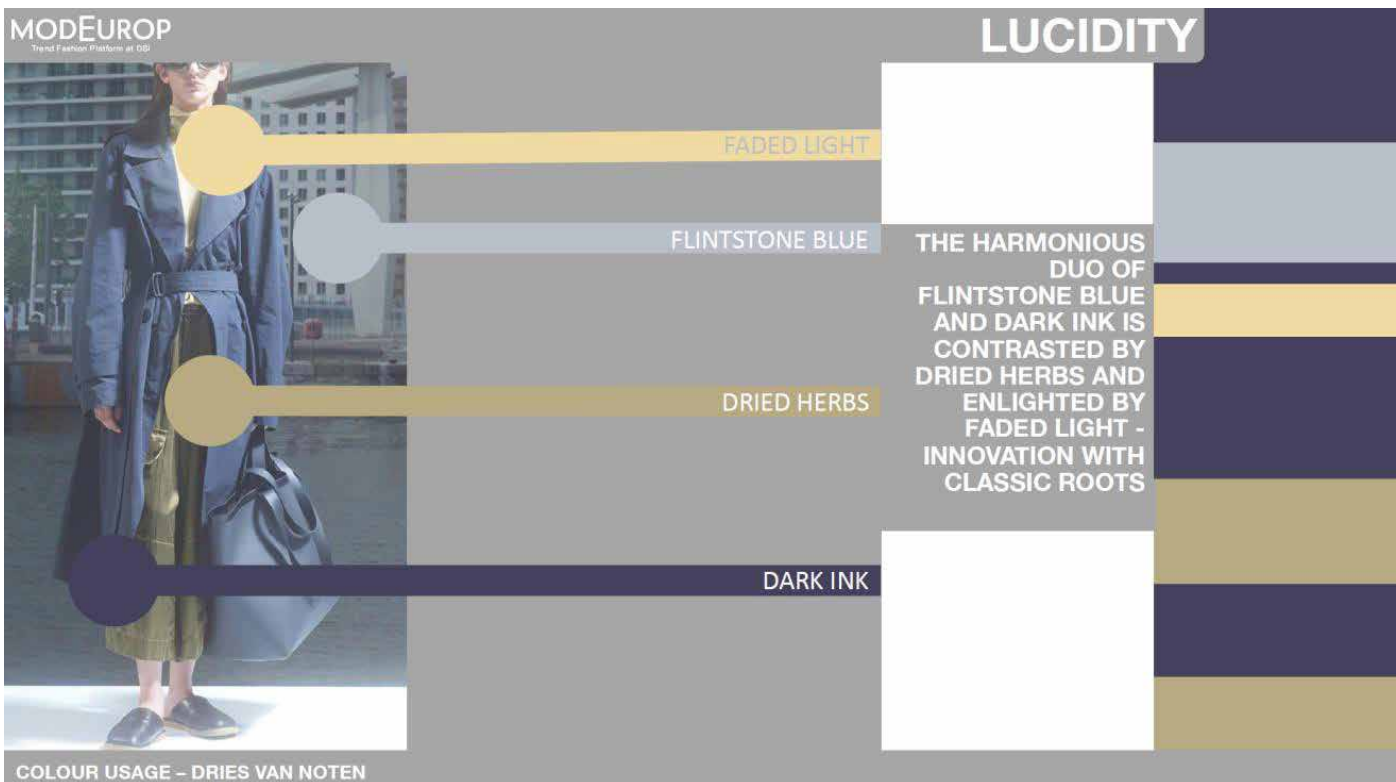 MODEUROP
Trend Fashion Platform at DSI
LUCIDITY
FADED LIGHT
FLINTSTONE BLUE
DRIED HERBS
DARK INK
THE HARMONIOUS
DUO OF
FLINTSTONE BLUE
AND DARK INK IS
CONTRASTED BY
DRIED HERBS AND
ENLIGHTED BY
FADED LIGHT -
INNOVATION WITH
CLASSIC ROOTS
COLOUR USAGE – DRIES VAN NOTEN